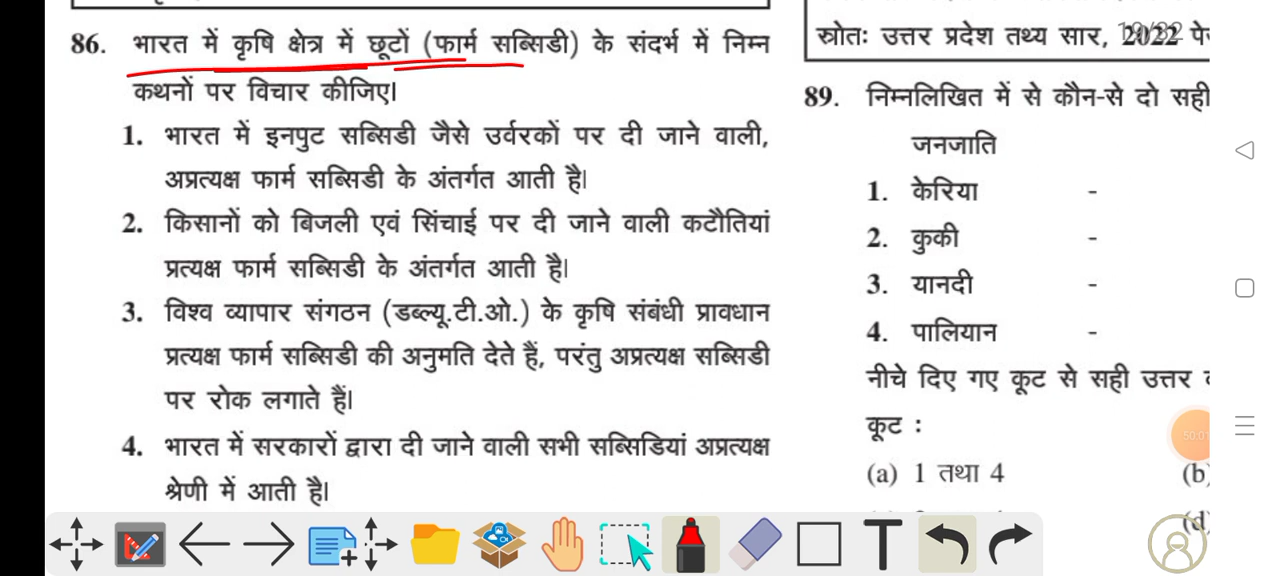 86. भारत में कृषि क्षेत्र में छूटों (फार्म सब्सिडी) के संदर्भ में निम्न
कथनों पर विचार कीजिए।
1. भारत में इनपुट सब्सिडी जैसे उर्वरकों पर दी जाने वाली,
अप्रत्यक्ष फार्म सब्सिडी के अंतर्गत आती है।
2. किसानों को बिजली एवं सिंचाई पर दी जाने वाली कटौतियां
प्रत्यक्ष फार्म सब्सिडी के अंतर्गत आती है।
3. विश्व व्यापार संगठन (डब्ल्यू.टी.ओ.) के कृषि संबंधी प्रावधान
प्रत्यक्ष फार्म सब्सिडी की अनुमति देते हैं, परंतु अप्रत्यक्ष सब्सिडी
पर रोक लगाते हैं।
4. भारत में सरकारों द्वारा दी जाने वाली सभी सब्सिडियां अप्रत्यक्ष
श्रेणी में आती है।
स्रोतः उत्तर प्रदेश तथ्य सार, 2022
89. निम्नलिखित में से कौन-से दो सही
जनजाति
1. केरिया -
2. कुकी -
3. यानदी -
4. पालियान -
नीचे दिए गए कूट से सही उत्तर
कूट :
(a) 1 तथा 4 (b)
(d)
T